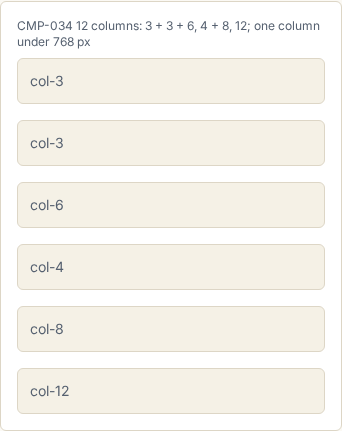 CMP-034 12 columns: 3 + 3 + 6, 4 + 8, 12; one column
under 768 px
col-3
col-3
col-6
col-4
col-8
col-12